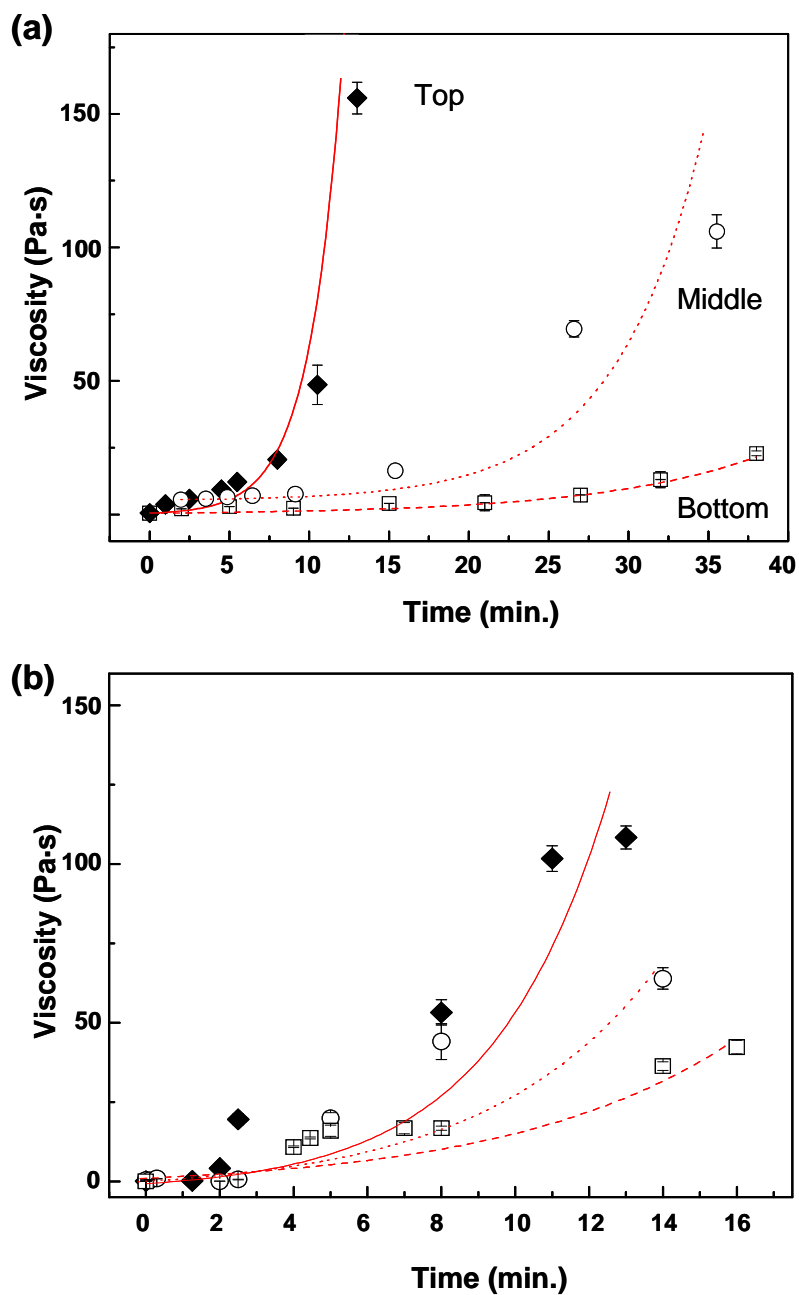 (a)
Top
Middle
Bottom
150
100
50
Viscosity (Pa·s)
0 5 10 15 20 25 30 35 40
Time (min.)
(b)
150
100
50
0
Viscosity (Pa·s)
0 2 4 6 8 10 12 14 16
Time (min.)